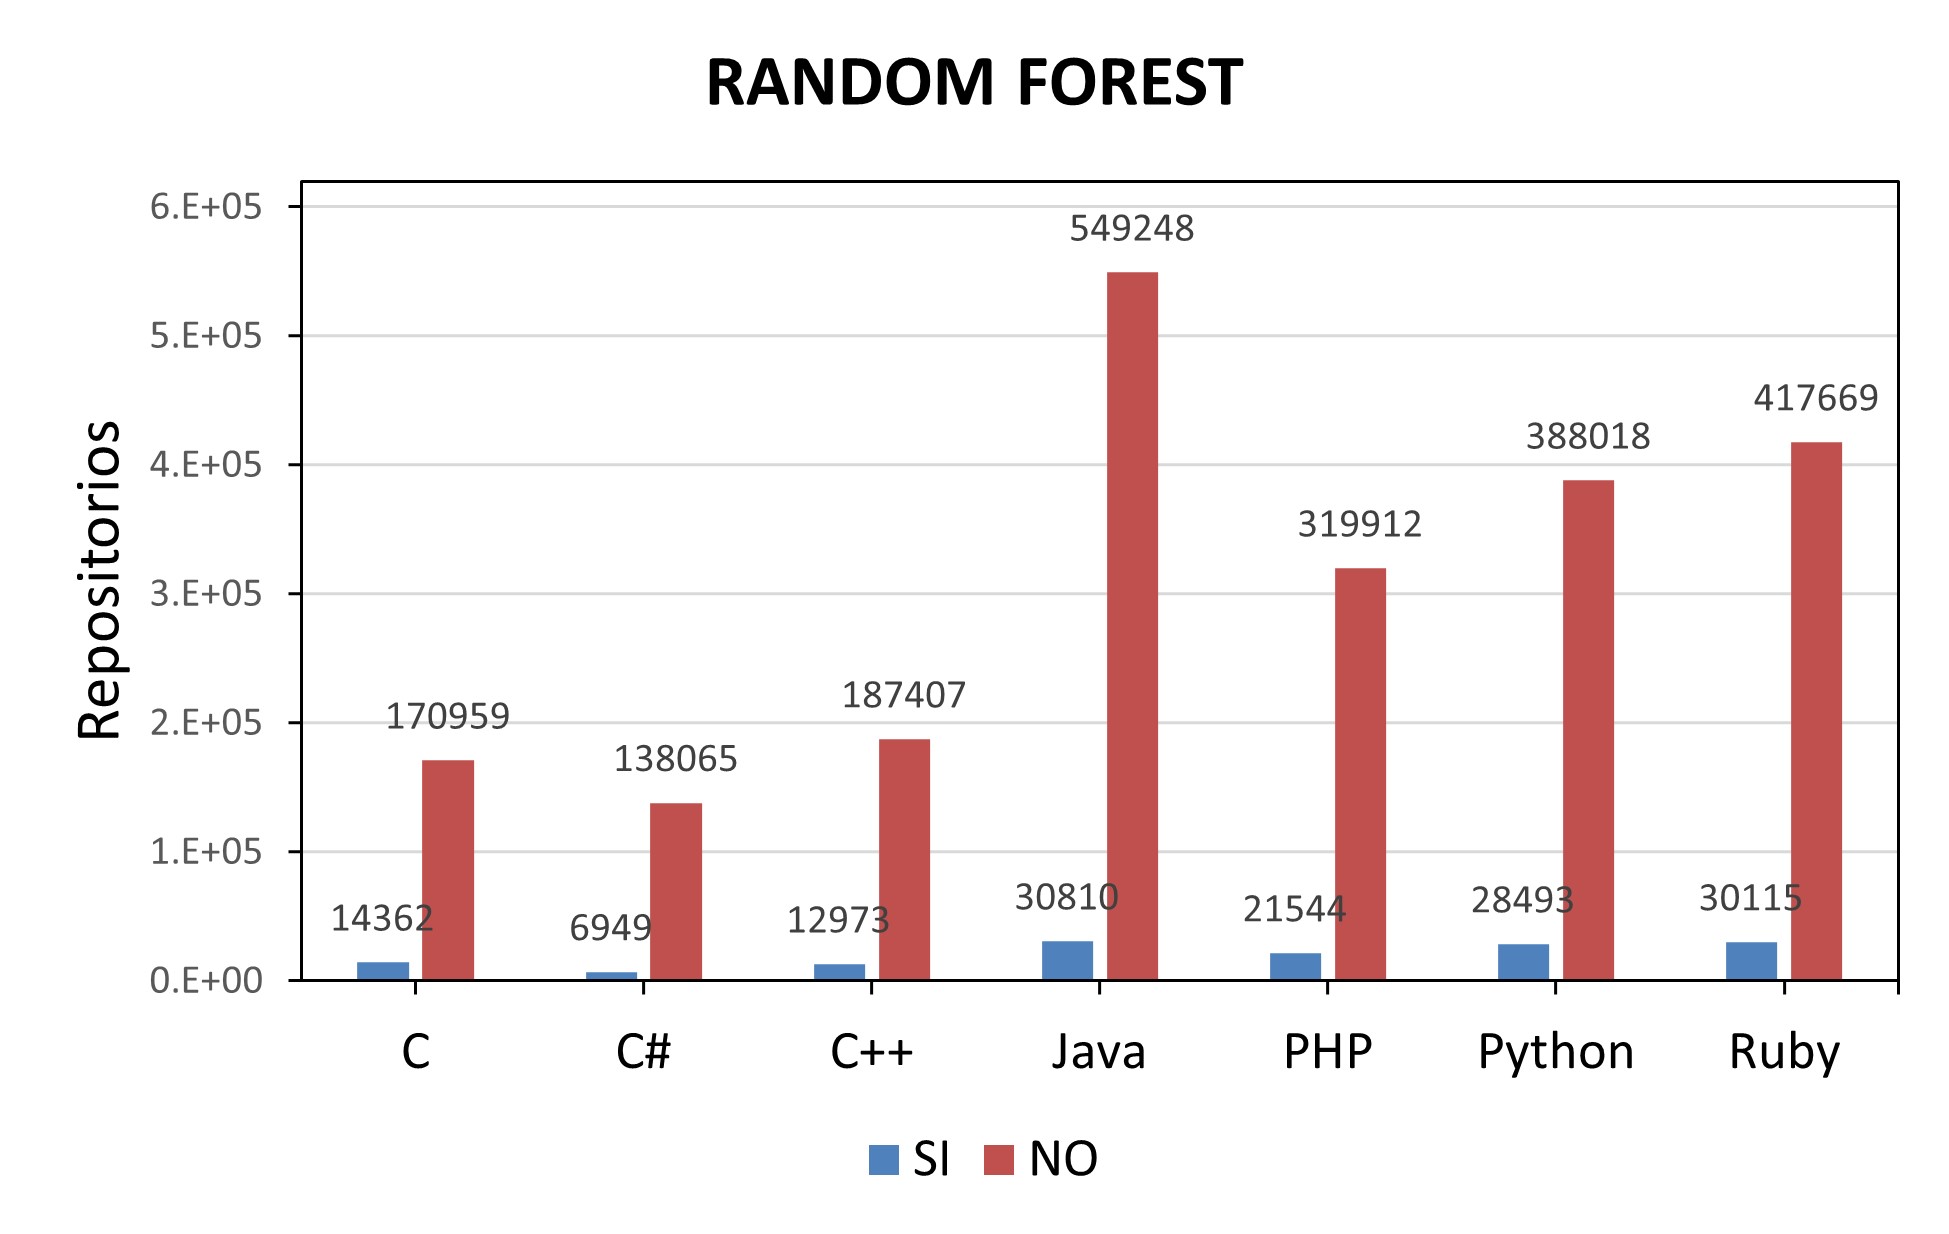 RANDOM FOREST
Repositorios
6.E+05
5.E+05
4.E+05
3.E+05
2.E+05
1.E+05
0.E+00
14362
170959
6949
138065
12973
187407
30810
549248
21544
319912
28493
388018
30115
417669
C
C#
C++
Java
PHP
Python
Ruby
SI
NO